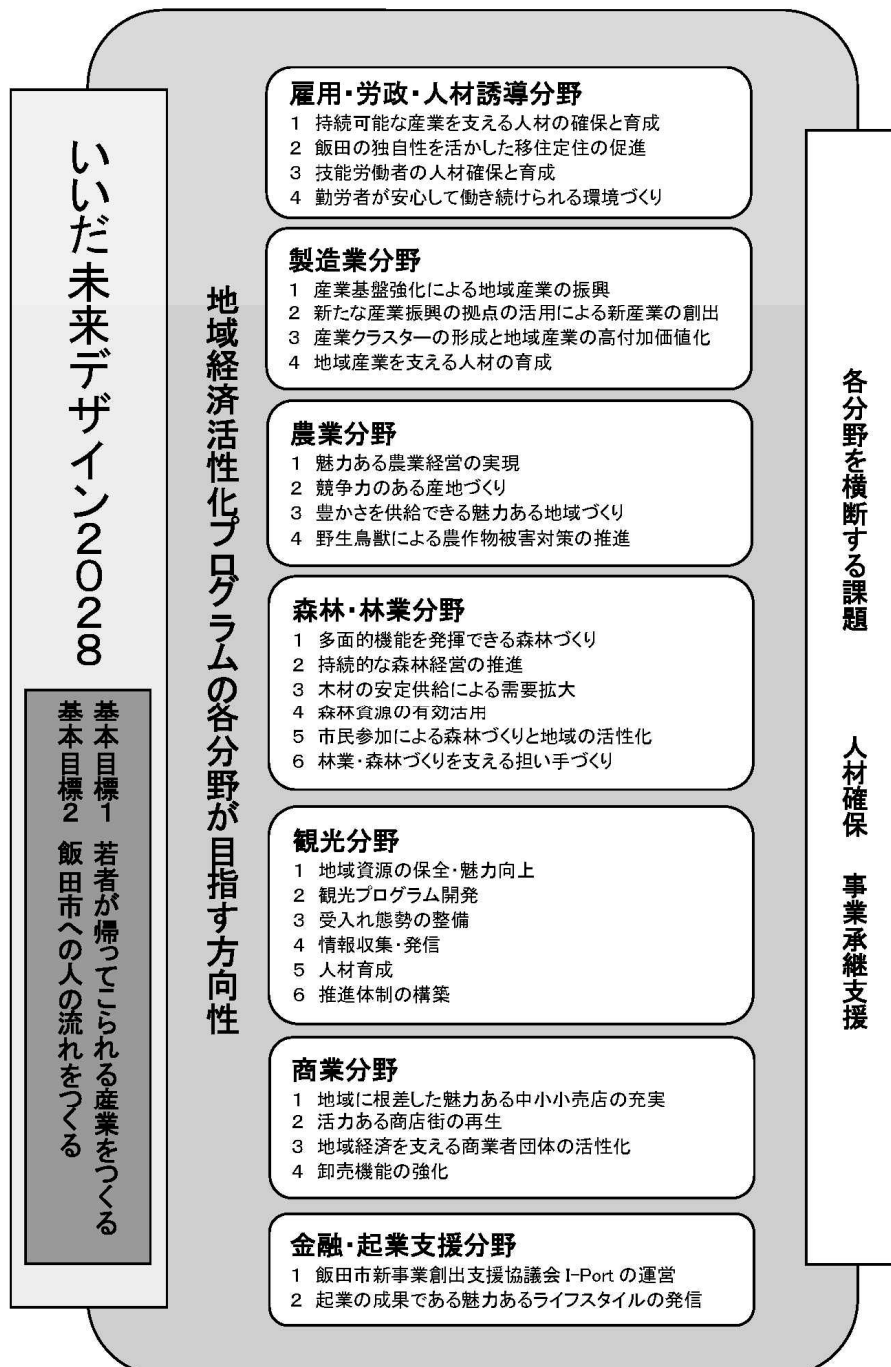 いいだ未来デザイン2028
基本目標1 若者が帰ってこられる産業をつくる
基本目標2 飯田市への人の流れをつくる
地域経済活性化プログラムの各分野が目指す方向性
雇用・労政・人材誘導分野
1 持続可能な産業を支える人材の確保と育成
2 飯田の独自性を活かした移住定住の促進
3 技能労働者の人材確保と育成
4 勤労者が安心して働き続けられる環境づくり
製造業分野
1 産業基盤強化による地域産業の振興
2 新たな産業振興の拠点の活用による新産業の創出
3 産業クラスターの形成と地域産業の高付加価値化
4 地域産業を支える人材の育成
農業分野
1 魅力ある農業経営の実現
2 競争力のある産地づくり
3 豊かさを供給できる魅力ある地域づくり
4 野生鳥獣による農作物被害対策の推進
森林・林業分野
1 多面的機能を発揮できる森林づくり
2 持続的な森林経営の推進
3 木材の安定供給による需要拡大
4 森林資源の有効活用
5 市民参加による森林づくりと地域の活性化
6 林業・森林づくりを支える担い手づくり
観光分野
1 地域資源の保全・魅力向上
2 観光プログラム開発
3 受入れ態勢の整備
4 情報収集・発信
5 人材育成
6 推進体制の構築
商業分野
1 地域に根差した魅力ある中小小売店の充実
2 活力ある商店街の再生
3 地域経済を支える商業者団体の活性化
4 卸売機能の強化
金融・起業支援分野
1 飯田市新事業創出支援協議会 I-Port の運営
2 起業の成果である魅力あるライフスタイルの発信
各分野を横断する課題 人材確保 事業承継支援